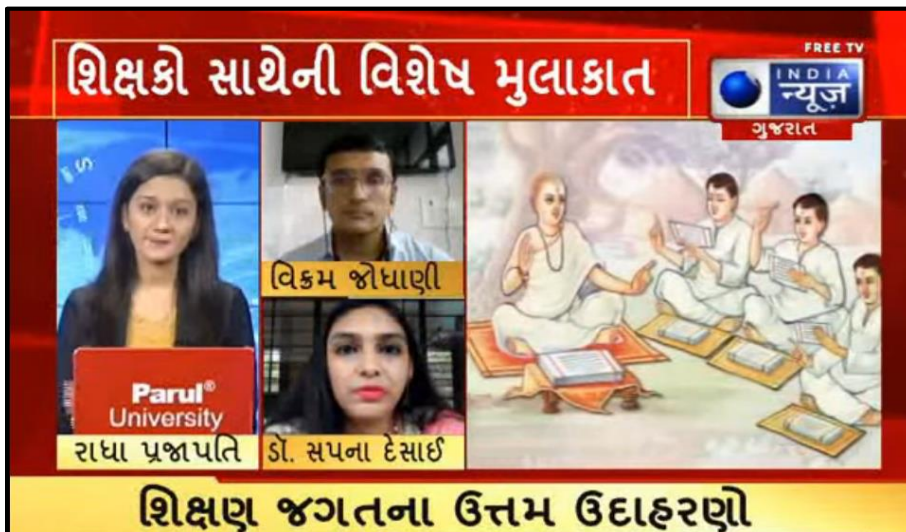 શિક્ષકો સાથેની વિશેષ મુલાકાત
FREE TV
INDIA
न्यूज़
ગુજરાત
વિક્રમ જોધાણી
Parul®
University
રાધા પ્રજાપતિ
ડૉ. સપના દેસાઈ
શિક્ષણ જગતના ઉત્તમ ઉદાહરણો